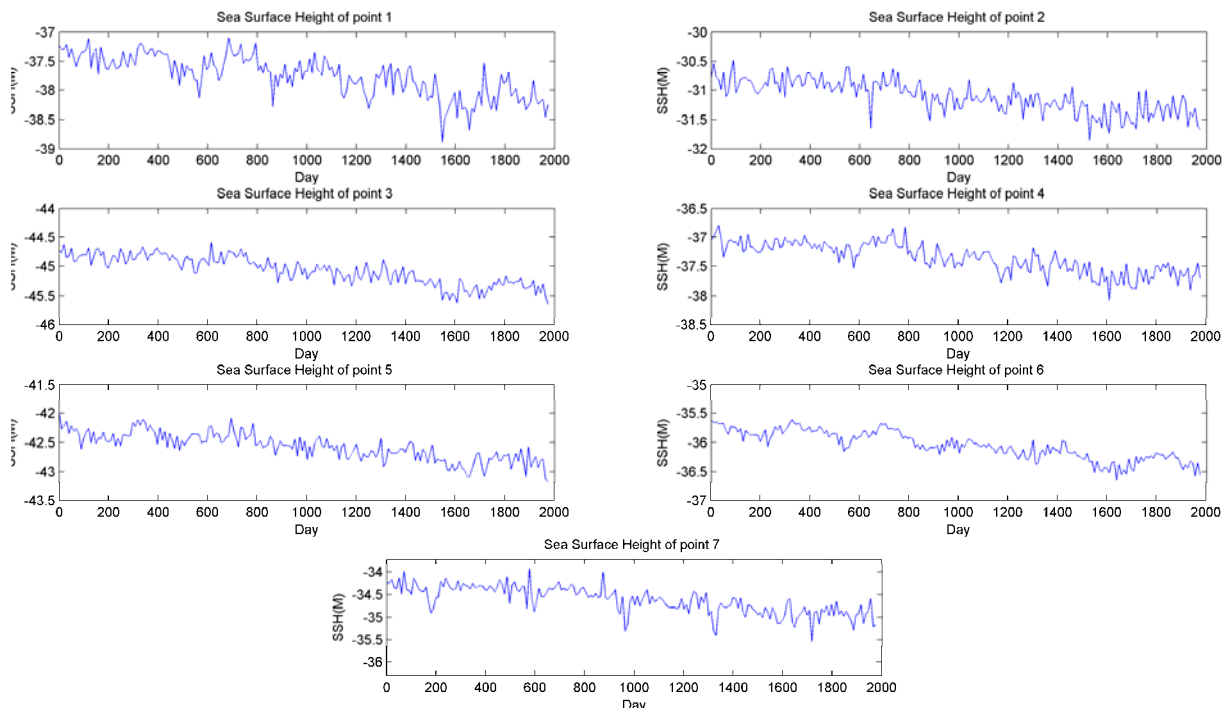 Sea Surface Height of point 1
Sea Surface Height of point 2
-37
-37.5
-38
-38.5
-39
0 200 400 600 800 1000 1200 1400 1600 1800 2000
Day
SSH(M)
-30
-30.5
-31
-31.5
-32
0 200 400 600 800 1000 1200 1400 1600 1800 2000
Day
SSH(M)
Sea Surface Height of point 3
Sea Surface Height of point 4
-44
-44.5
-45
-45.5
-46
0 200 400 600 800 1000 1200 1400 1600 1800 2000
Day
SSH(M)
-36.5
-37
-37.5
-38
-38.5
0 200 400 600 800 1000 1200 1400 1600 1800 2000
Day
SSH(M)
Sea Surface Height of point 5
Sea Surface Height of point 6
-41.5
-42
-42.5
-43
-43.5
0 200 400 600 800 1000 1200 1400 1600 1800 2000
Day
SSH(M)
-35
-35.5
-36
-36.5
-37
0 200 400 600 800 1000 1200 1400 1600 1800 2000
Day
SSH(M)
Sea Surface Height of point 7
-34
-34.5
-35
-35.5
-36
0 200 400 600 800 1000 1200 1400 1600 1800 2000
Day
SSH((M)